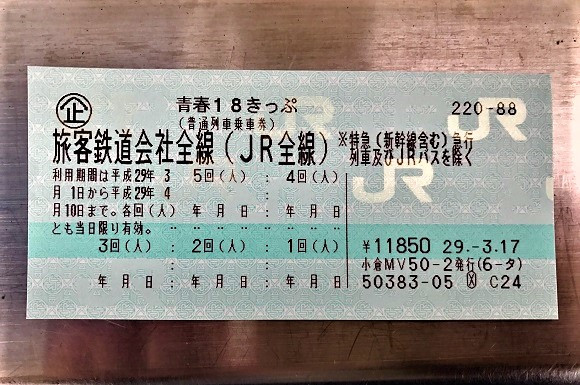 企
青春18きっぷ
220-88
(普通列車乗車券)
旅客鉄道会社全線(JR全線)
※特急(新幹線含む)急行
列車及びJRバスを除く
利用期間は平成29年 3 5回(人) : 4回(人) :
月 1日から平成29年 4 : :
月10日まで。各回(人) 年 月 日 年 月 日
とも当日限り有効。
3回(人) : 2回(人) : 1回(人) :
年 月 日 年 月 日 年 月 日
¥11850 29.-3.17
小倉MV50-2発行(6-タ)
50383-05 C24
JR
JR
JR